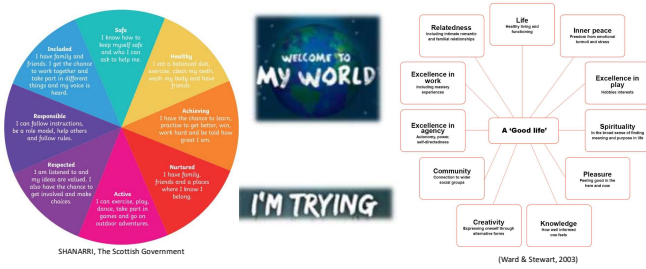 Safe
I know how to
keep myself safe
and who I can
ask to help me.
Healthy
I eat a balanced diet,
exercise, clean my teeth,
wash my body and have
friends.
Achieving
I have the chance to learn,
practise to get better, win,
work hard and be told how
great I am.
Nurtured
I have family,
friends and a places
where I know I
belong.
Active
I can exercise, play,
dance, take part in
games and go on
outdoor adventures.
Respected
I am listened to and
my ideas are valued. I
also have the chance to
get involved and make
choices.
Responsible
I can follow instructions,
be a role model, help others
and follow rules.
Included
I have family and
friends. I get the chance
to work together and
take part in different
things and my voice is
heard.
SHANARRI, The Scottish Government
WELCOME TO
MY WORLD
I'M TRYING
A 'Good life'
Life
Healthy living and
functioning
Inner peace
Freedom from emotional
turmoil and stress
Excellence in
play
Hobbies interests
Spirituality
In the broad sense of finding
meaning and purpose in life
Pleasure
Feeling good in the
here and now
Knowledge
How well informed
one feels
Creativity
Expressing oneself through
alternative forms
Community
Connection to wider
social groups
Excellence in
agency
Autonomy, power,
self-directedness
Excellence in
work
Including mastery
experiences
Relatedness
Including intimate romantic
and familial relationships
(Ward & Stewart, 2003)